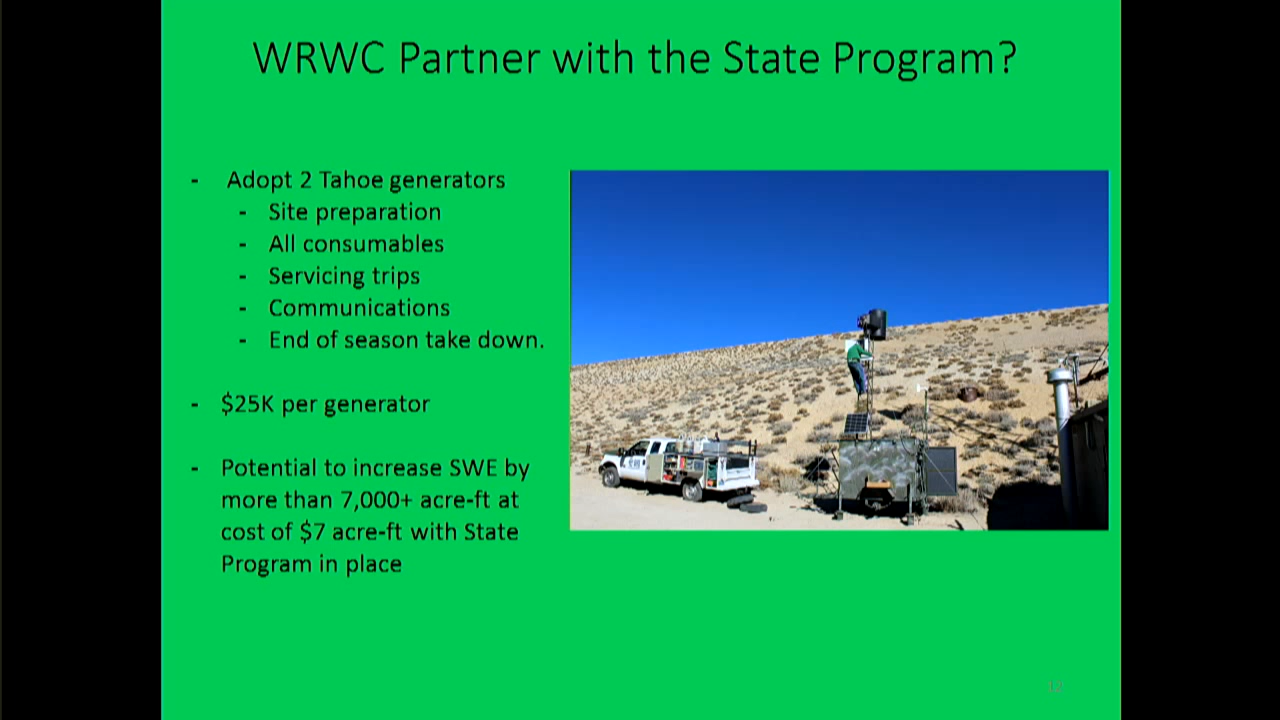 WRWC Partner with the State Program?
- Adopt 2 Tahoe generators
- Site preparation
- All consumables
- Servicing trips
- Communications
- End of season take down.
- $25K per generator
- Potential to increase SWE by
more than 7,000+ acre-ft at
cost of $7 acre-ft with State
Program in place
12